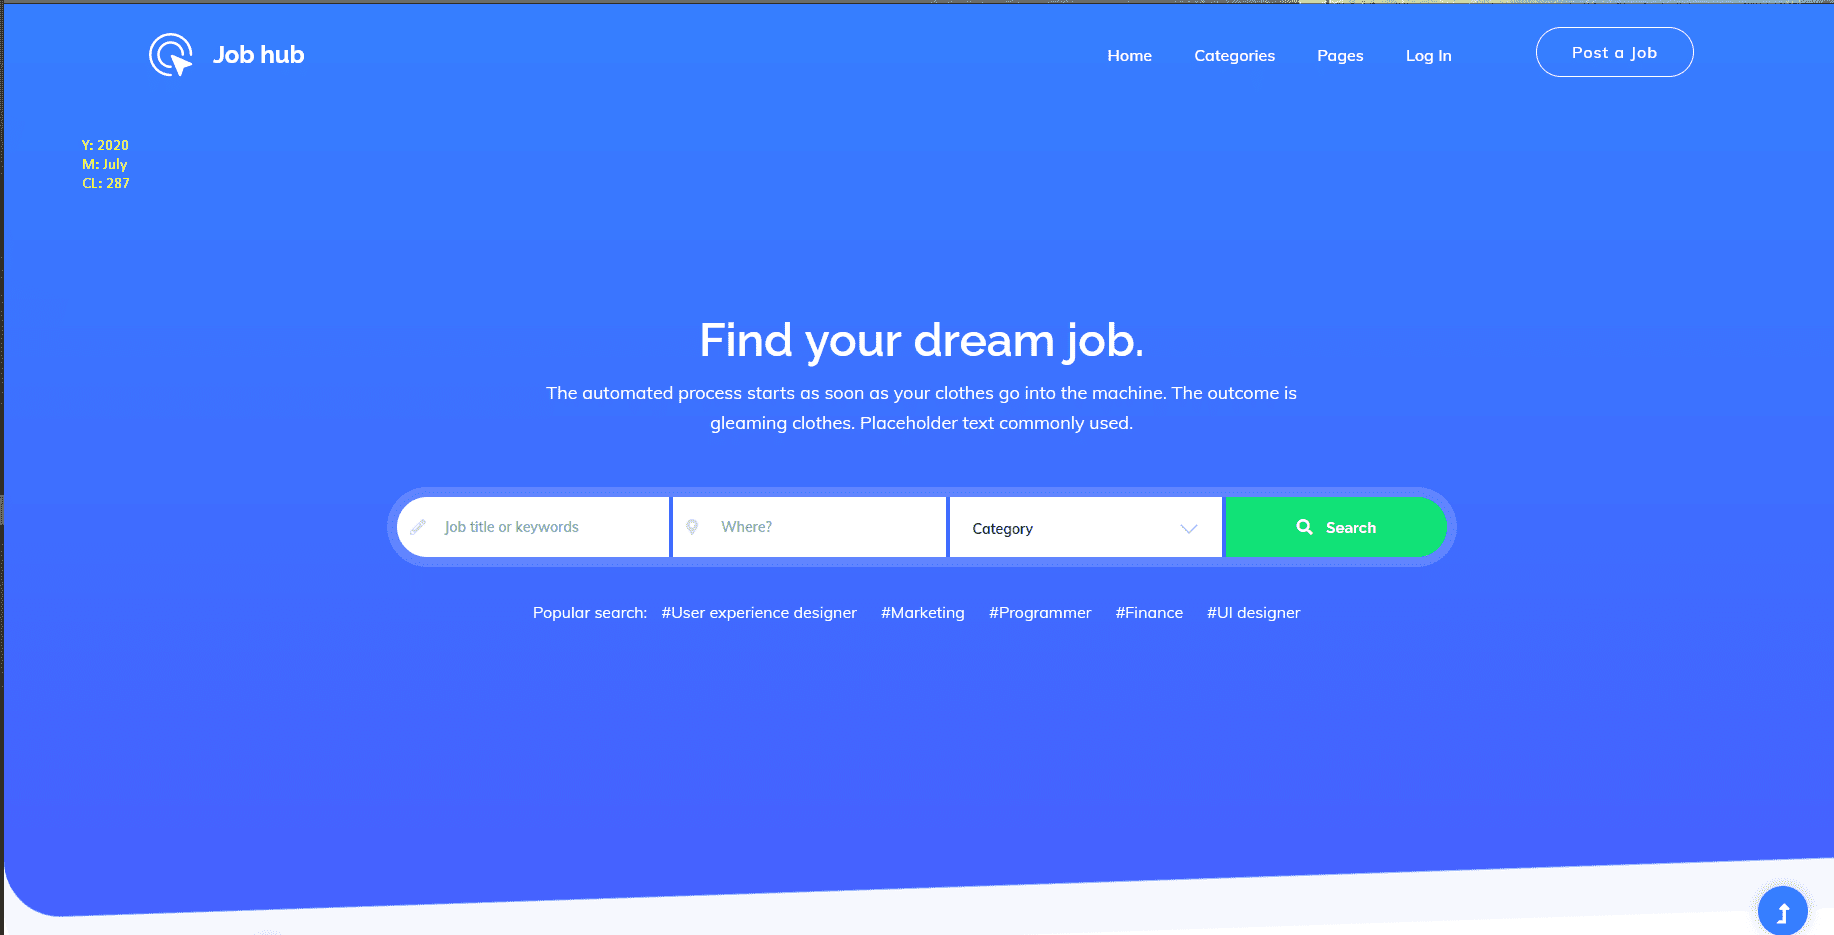 Job hub
Home
Categories
Pages
Log In
Post a Job
Y: 2020
M: July
CL: 287
Find your dream job.
The automated process starts as soon as your clothes go into the machine. The outcome is
gleaming clothes. Placeholder text commonly used.
Job title or keywords
Where?
Category
Search
Popular search: #User experience designer #Marketing #Programmer #Finance #UI designer